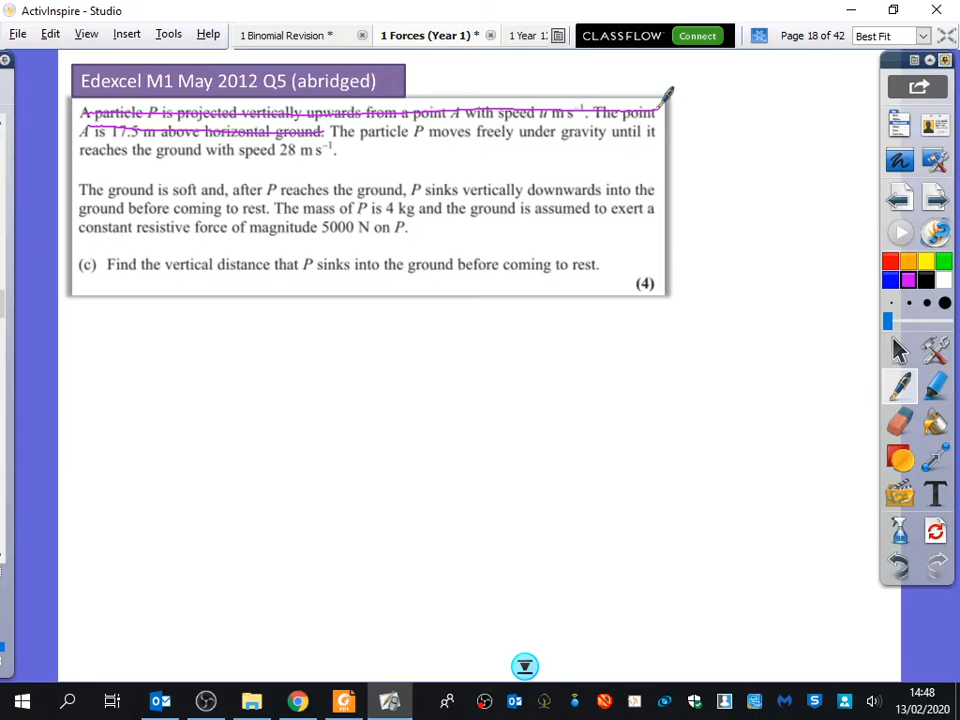 ActivInspire - Studio
File Edit View Insert Tools Help 1 Binomial Revision * 1 Forces (Year 1) * 1 Year 1 CLASSFLOW Connect Page 18 of 42 Best Fit
Edexcel M1 May 2012 Q5 (abridged)
A particle P is projected vertically upwards from a point A with speed u m s⁻¹. The point
A is 17.5 m above horizontal ground. The particle P moves freely under gravity until it
reaches the ground with speed 28 m s⁻¹.
The ground is soft and, after P reaches the ground, P sinks vertically downwards into the
ground before coming to rest. The mass of P is 4 kg and the ground is assumed to exert a
constant resistive force of magnitude 5000 N on P.
(c) Find the vertical distance that P sinks into the ground before coming to rest.
(4)
14:48
13/02/2020